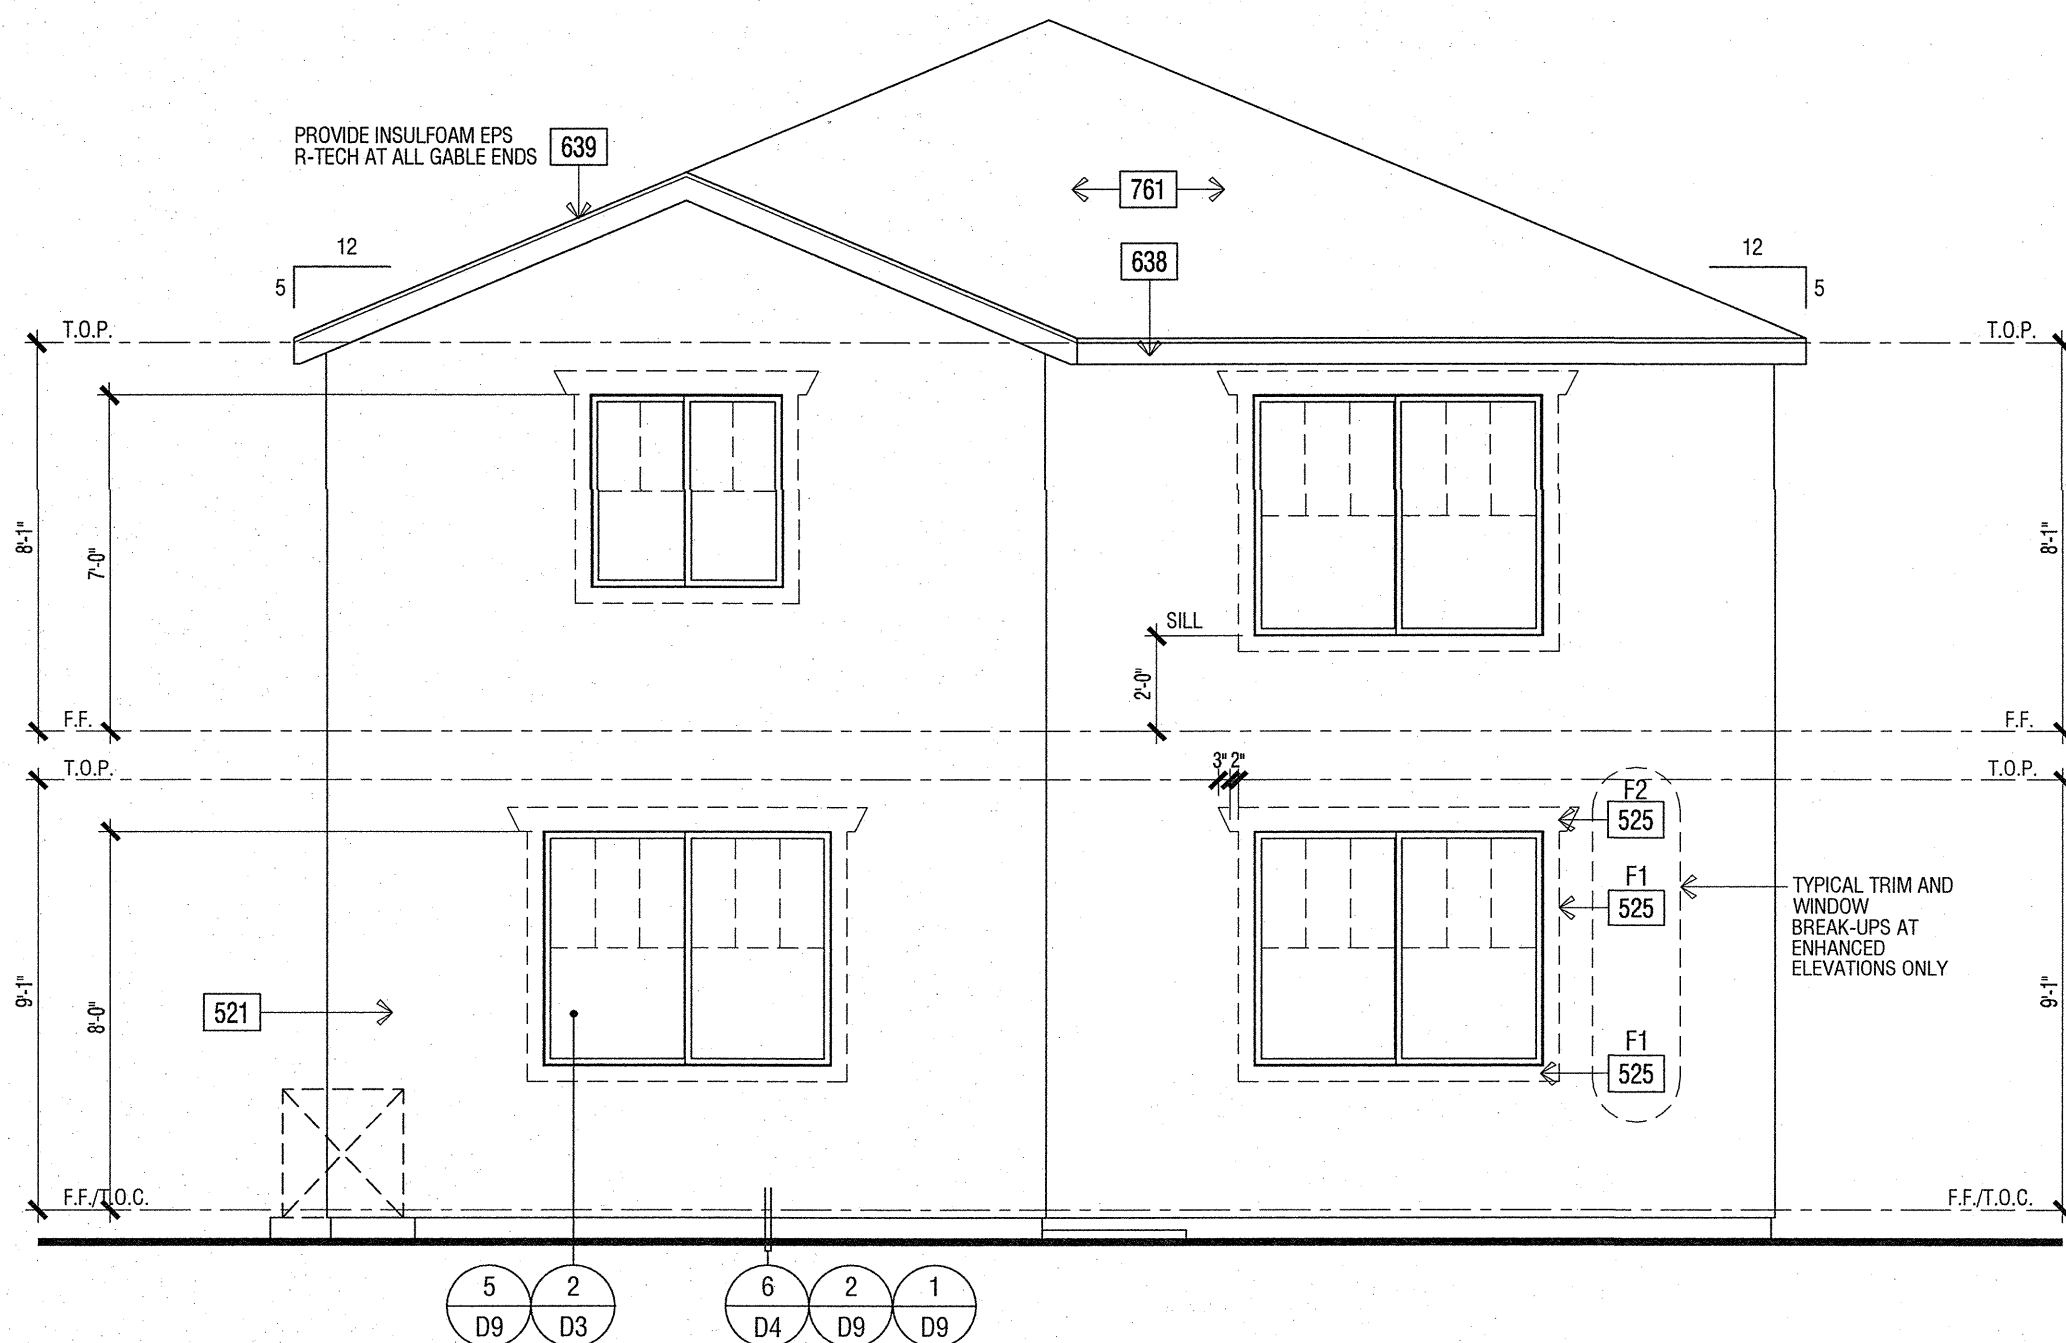 PROVIDE INSULFOAM EPS
R-TECH AT ALL GABLE ENDS
639
761
638
12
5
12
5
T.O.P.
T.O.P.
8'-1"
7'-0"
8'-1"
SILL
2'-0"
F.F.
F.F.
3" 2"
T.O.P.
T.O.P.
F2
525
F1
525
TYPICAL TRIM AND
WINDOW
BREAK-UPS AT
ENHANCED
ELEVATIONS ONLY
9'-1"
8'-0"
9'-1"
521
F1
525
F.F./T.O.C.
F.F./T.O.C.
5
D9
2
D3
6
D4
2
D9
1
D9